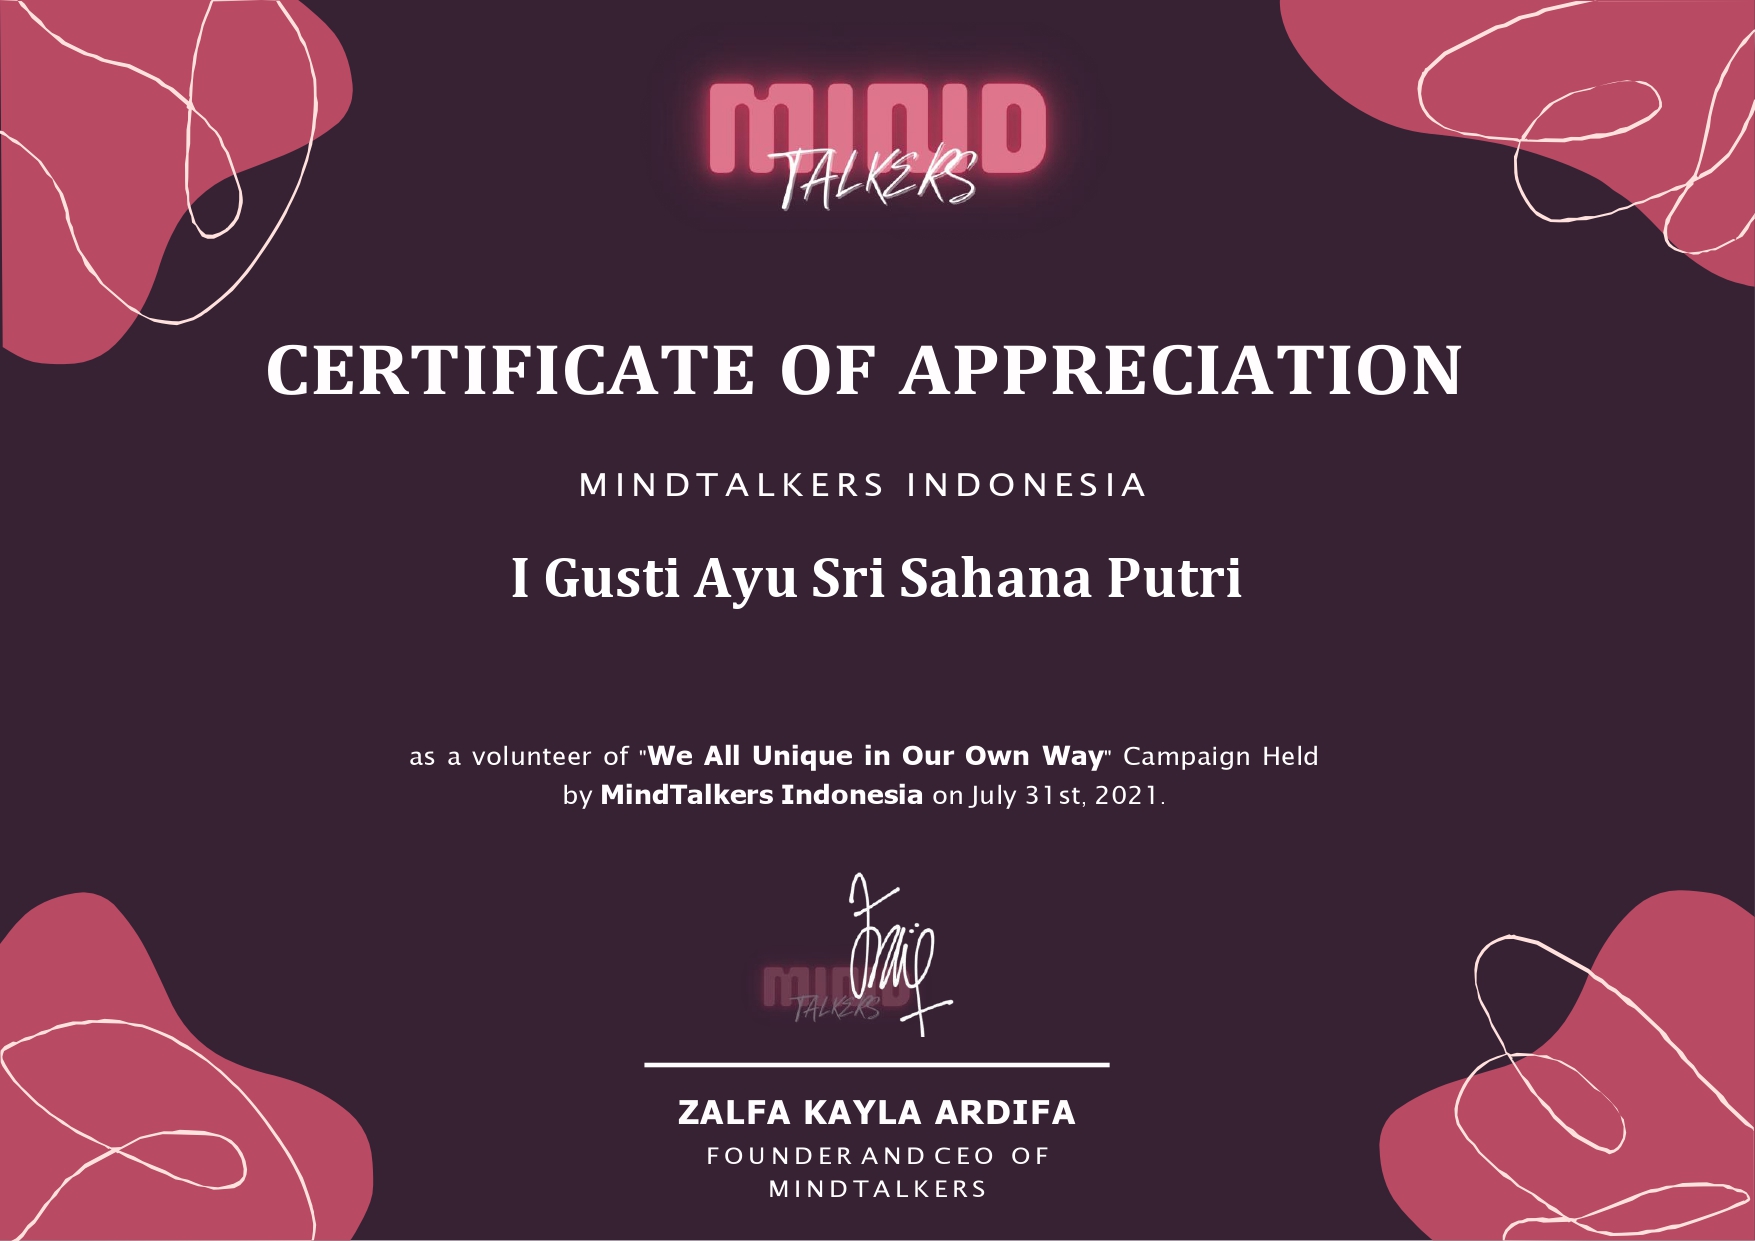 MIND
TALKERS
CERTIFICATE OF APPRECIATION
MINDTALKERS INDONESIA
I Gusti Ayu Sri Sahana Putri
as a volunteer of "We All Unique in Our Own Way" Campaign Held
by MindTalkers Indonesia on July 31st, 2021.
MIND
TALKERS
ZALFA KAYLA ARDIFA
FOUNDER AND CEO OF
MINDTALKERS